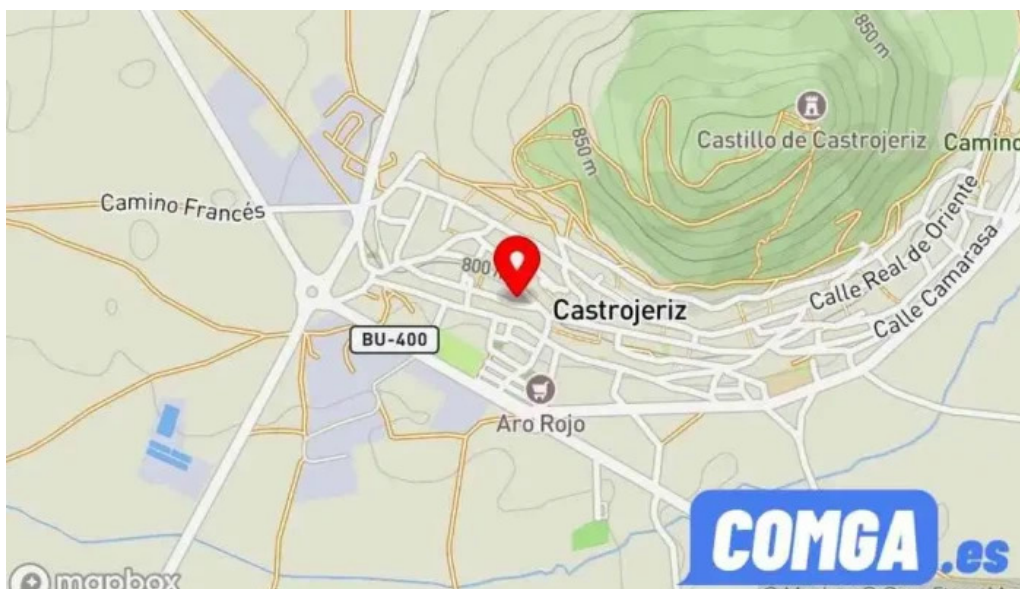 850 m
Castillo de Castrojeriz
Camino
850 m
Camino Francés
Calle Real de Oriente
800 m
Castrojeriz
Calle Camarasa
BU-400
Aro Rojo
COMGA.es
mapbox